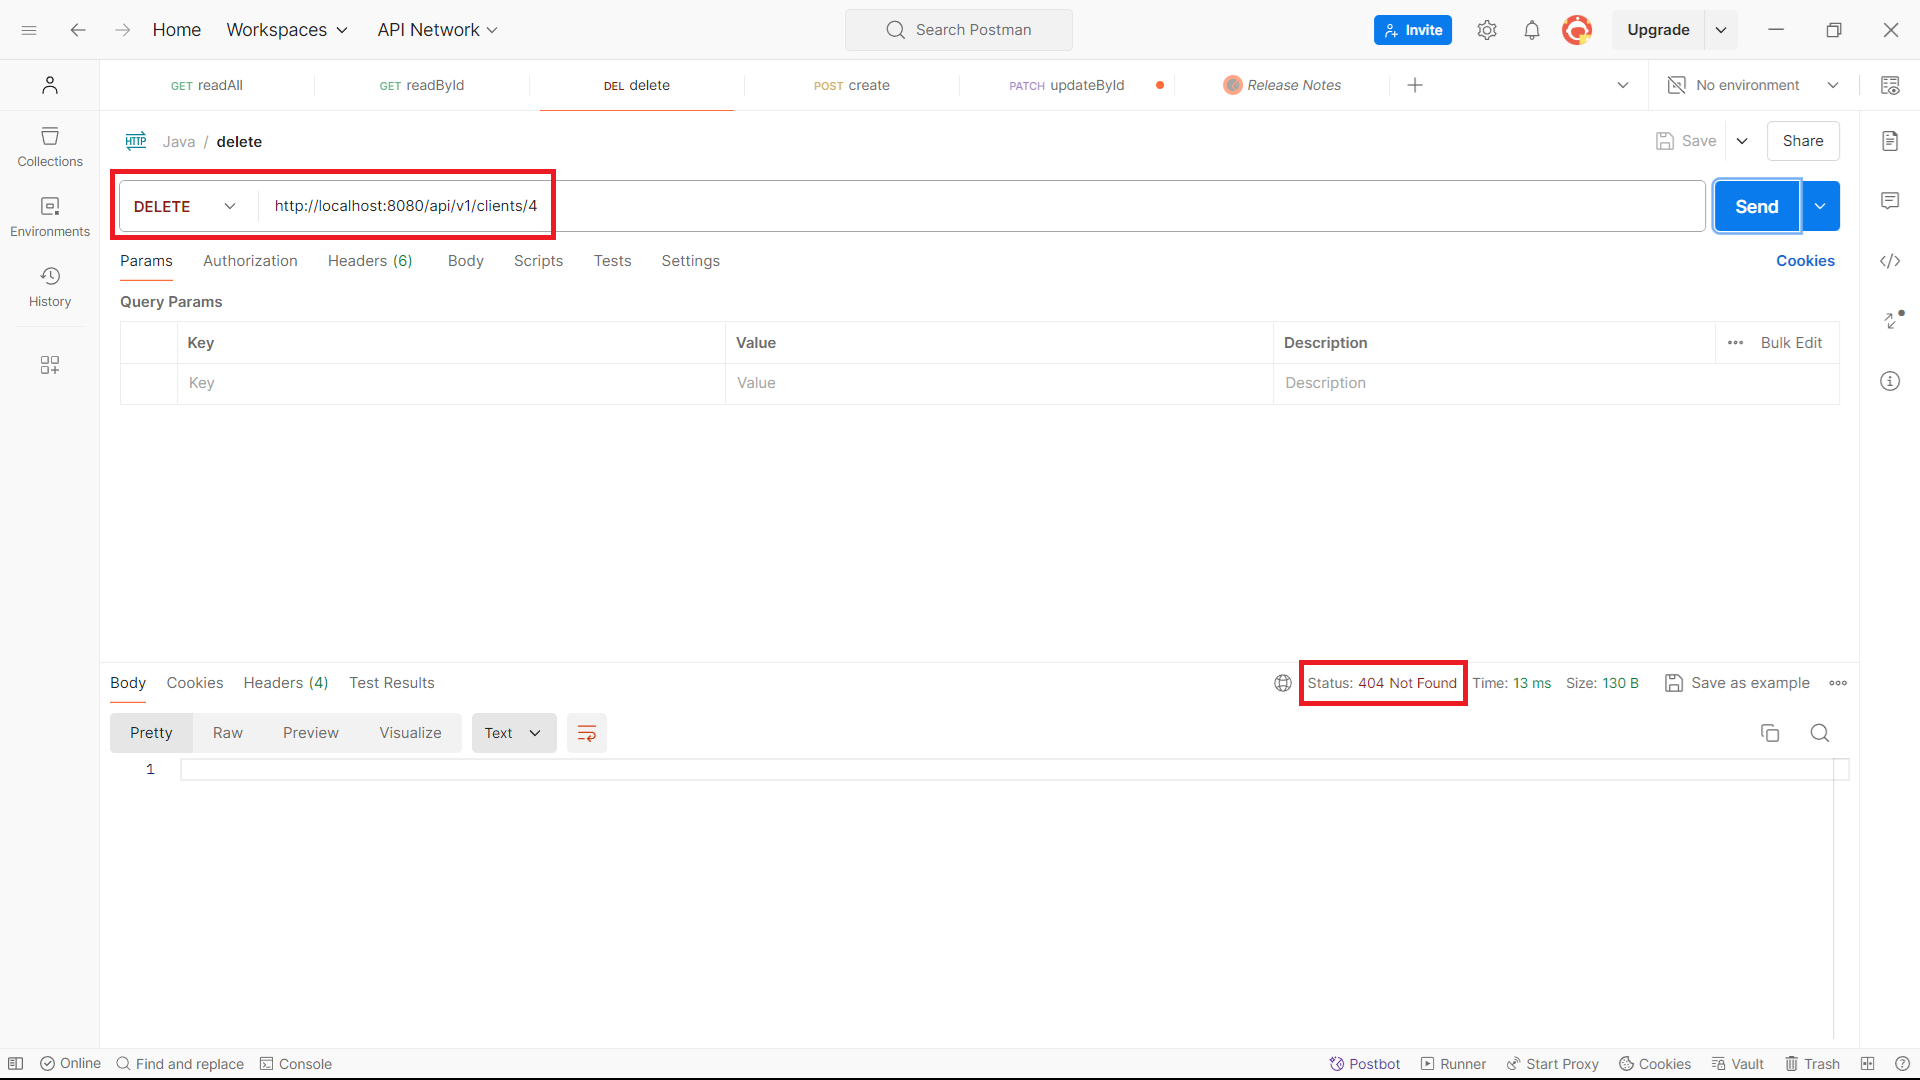 Home Workspaces API Network Search Postman Invite Upgrade
GET readAll GET readById DEL delete POST create PATCH updateById Release Notes No environment
Collections
Environments
History
HTTP Java / delete Save Share
DELETE http://localhost:8080/api/v1/clients/4 Send
Params Authorization Headers (6) Body Scripts Tests Settings Cookies
Query Params
Key Value Description Bulk Edit
Key Value Description
Body Cookies Headers (4) Test Results Status: 404 Not Found Time: 13 ms Size: 130 B Save as example
Pretty Raw Preview Visualize Text
1
Online Find and replace Console Postbot Runner Start Proxy Cookies Vault Trash